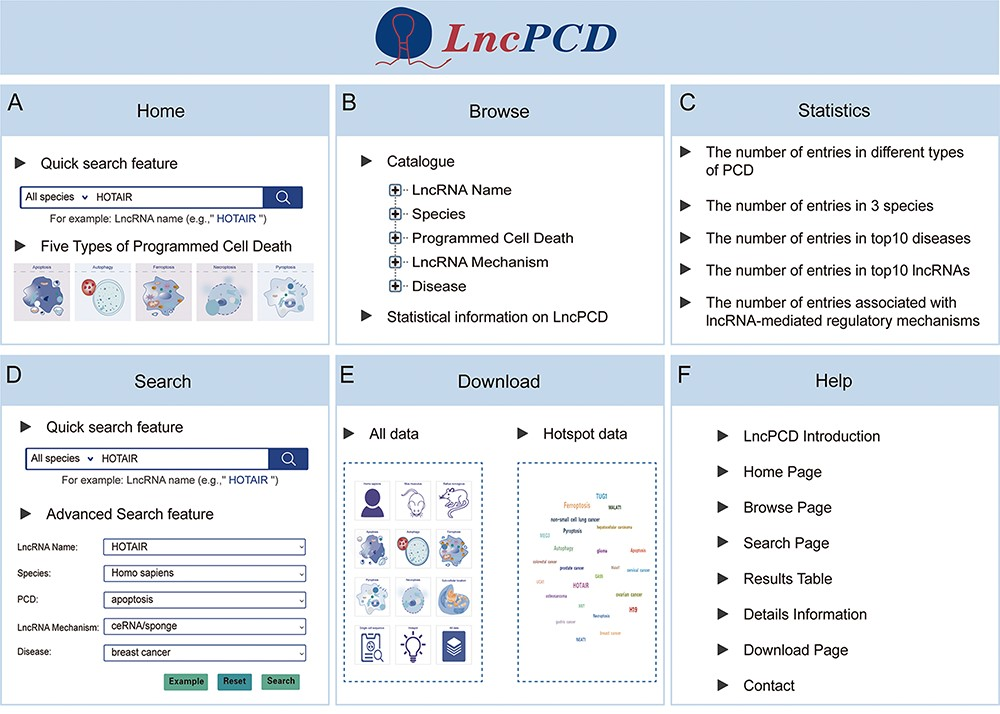 LncPCD
A
Home
Quick search feature
All species
HOTAIR
For example: LncRNA name (e.g.," HOTAIR ")
Five Types of Programmed Cell Death
Apoptosis
Autophagy
Ferroptosis
Necroptosis
Pyroptosis
B
Browse
Catalogue
LncRNA Name
Species
Programmed Cell Death
LncRNA Mechanism
Disease
Statistical information on LncPCD
C
Statistics
The number of entries in different types
of PCD
The number of entries in 3 species
The number of entries in top10 diseases
The number of entries in top10 lncRNAs
The number of entries associated with
lncRNA-mediated regulatory mechanisms
D
Search
Quick search feature
All species
HOTAIR
For example: LncRNA name (e.g.," HOTAIR ")
Advanced Search feature
LncRNA Name:
HOTAIR
Species:
Homo sapiens
PCD:
apoptosis
LncRNA Mechanism:
ceRNA/sponge
Disease:
breast cancer
Example
Reset
Search
E
Download
All data
Hotspot data
TUG1
Ferroptosis
MALAT1
non-small cell lung cancer
hepatocellular carcinoma
Pyroptosis
Autophagy
glioma
Apoptosis
colorectal cancer
prostate cancer
cervical cancer
HOTAIR
osteosarcoma
ovarian cancer
H19
Necroptosis
gastric cancer
breast cancer
NEAT1
F
Help
LncPCD Introduction
Home Page
Browse Page
Search Page
Results Table
Details Information
Download Page
Contact